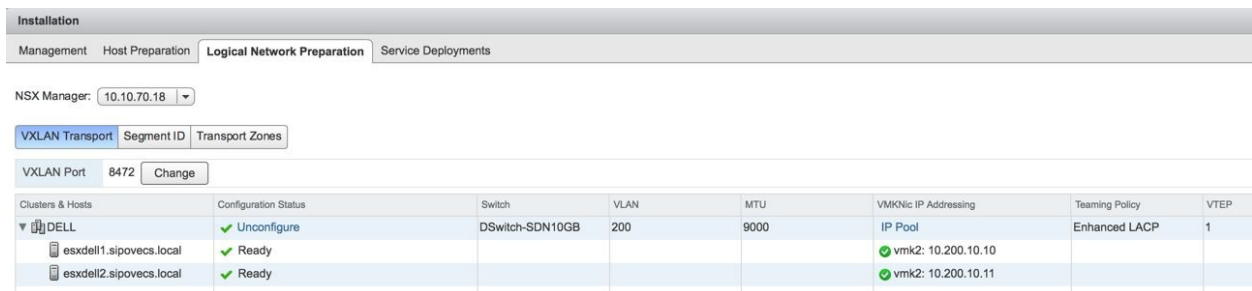 Installation
Management Host Preparation Logical Network Preparation Service Deployments
NSX Manager: 10.10.70.18
VXLAN Transport Segment ID Transport Zones
VXLAN Port 8472 Change
Clusters & Hosts Configuration Status Switch VLAN MTU VMKNic IP Addressing Teaming Policy VTEP
DELL Unconfigure DSwitch-SDN10GB 200 9000 IP Pool Enhanced LACP 1
esxdell1.sipovecs.local Ready vmk2: 10.200.10.10
esxdell2.sipovecs.local Ready vmk2: 10.200.10.11